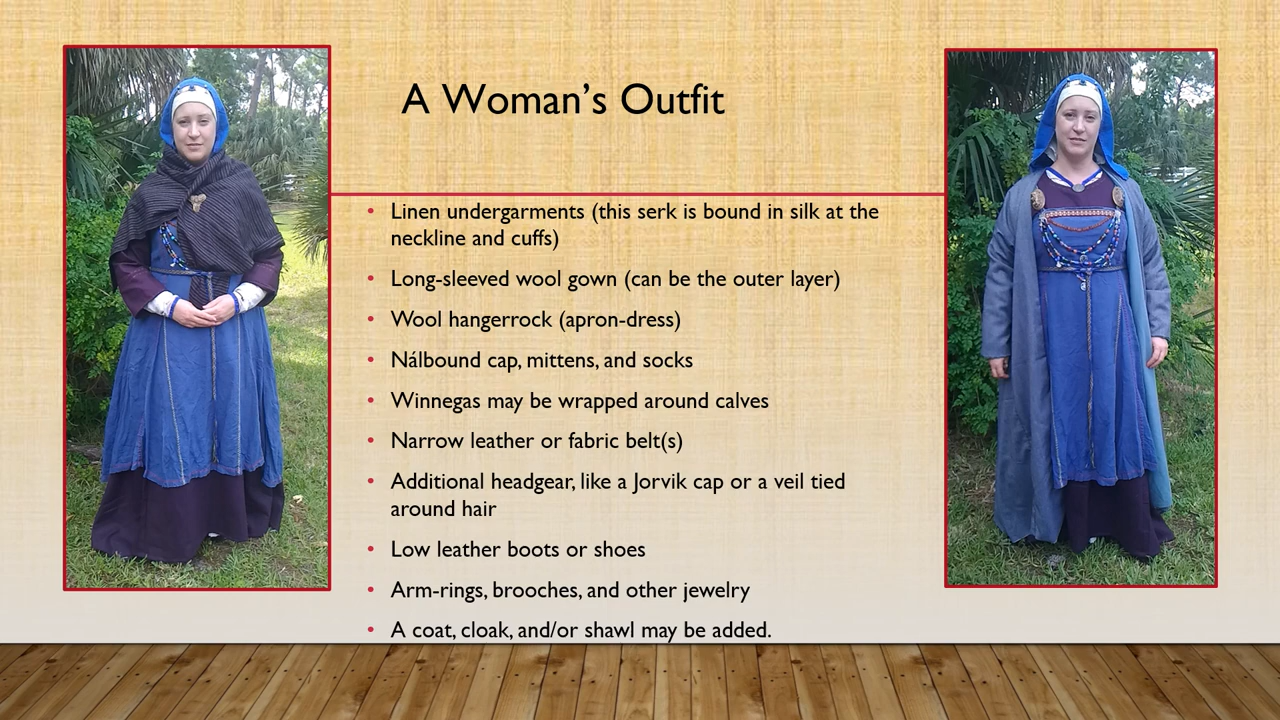 A Woman’s Outfit
• Linen undergarments (this serk is bound in silk at the
neckline and cuffs)
• Long-sleeved wool gown (can be the outer layer)
• Wool hangerrock (apron-dress)
• Nálbound cap, mittens, and socks
• Winnegas may be wrapped around calves
• Narrow leather or fabric belt(s)
• Additional headgear, like a Jorvik cap or a veil tied
around hair
• Low leather boots or shoes
• Arm-rings, brooches, and other jewelry
• A coat, cloak, and/or shawl may be added.